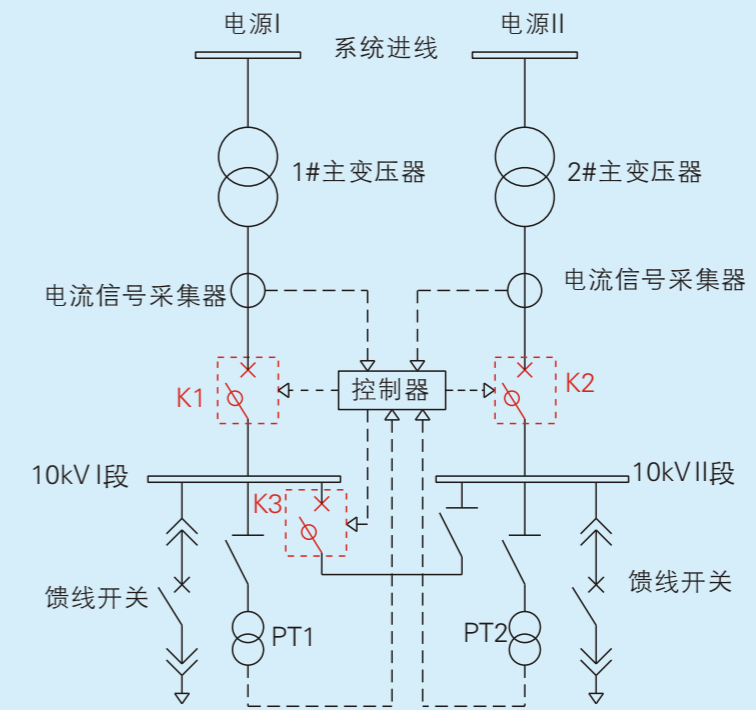 电源I
电源II
系统进线
1#主变压器
2#主变压器
电流信号采集器
电流信号采集器
K1
控制器
K2
10kV I段
10kV II段
K3
馈线开关
馈线开关
PT1
PT2